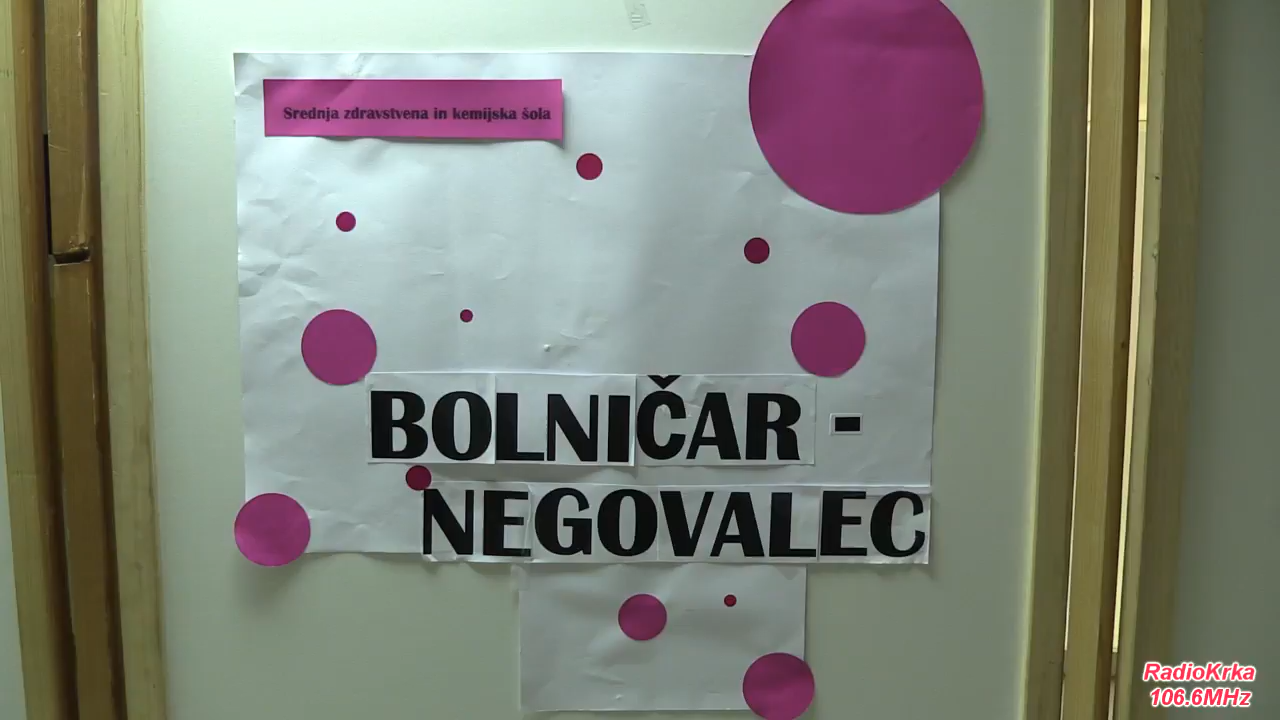 Srednja zdravstvena in kemijska šola
BOLNIČAR -
NEGOVALEC
RadioKrka
106.6MHz